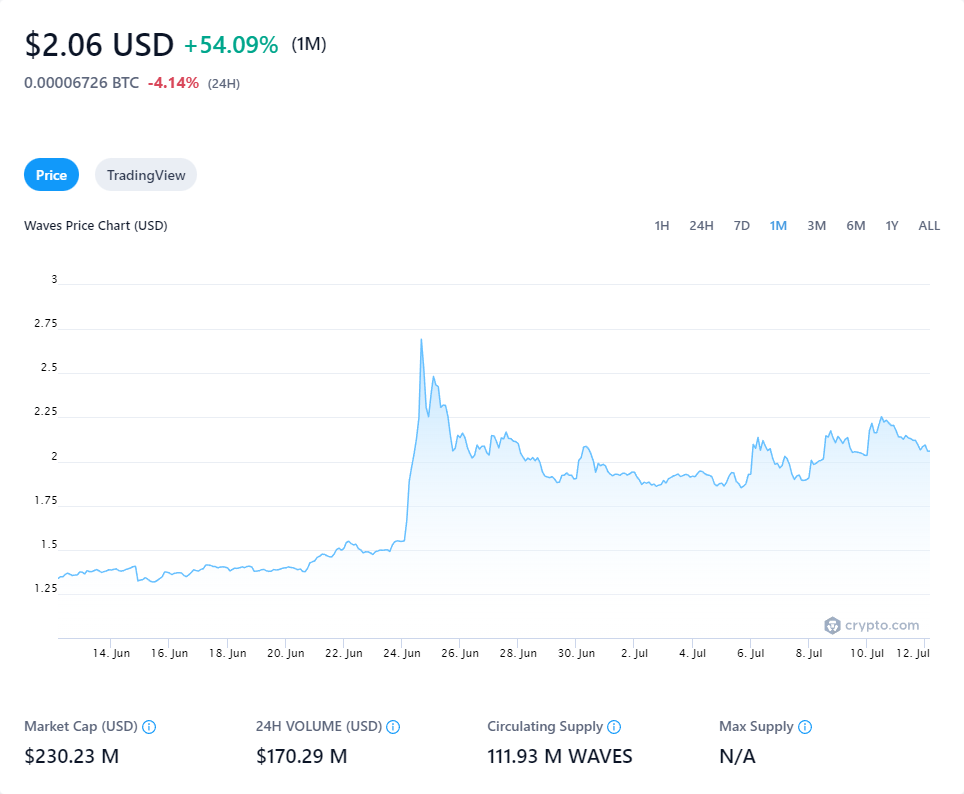 $2.06 USD +54.09% (1M)
0.00006726 BTC -4.14% (24H)
Price TradingView
Waves Price Chart (USD) 1H 24H 7D 1M 3M 6M 1Y ALL
3
2.75
2.5
2.25
2
1.75
1.5
1.25
crypto.com
14. Jun 16. Jun 18. Jun 20. Jun 22. Jun 24. Jun 26. Jun 28. Jun 30. Jun 2. Jul 4. Jul 6. Jul 8. Jul 10. Jul 12. Jul
Market Cap (USD) 24H VOLUME (USD) Circulating Supply Max Supply
$230.23 M $170.29 M 111.93 M WAVES N/A